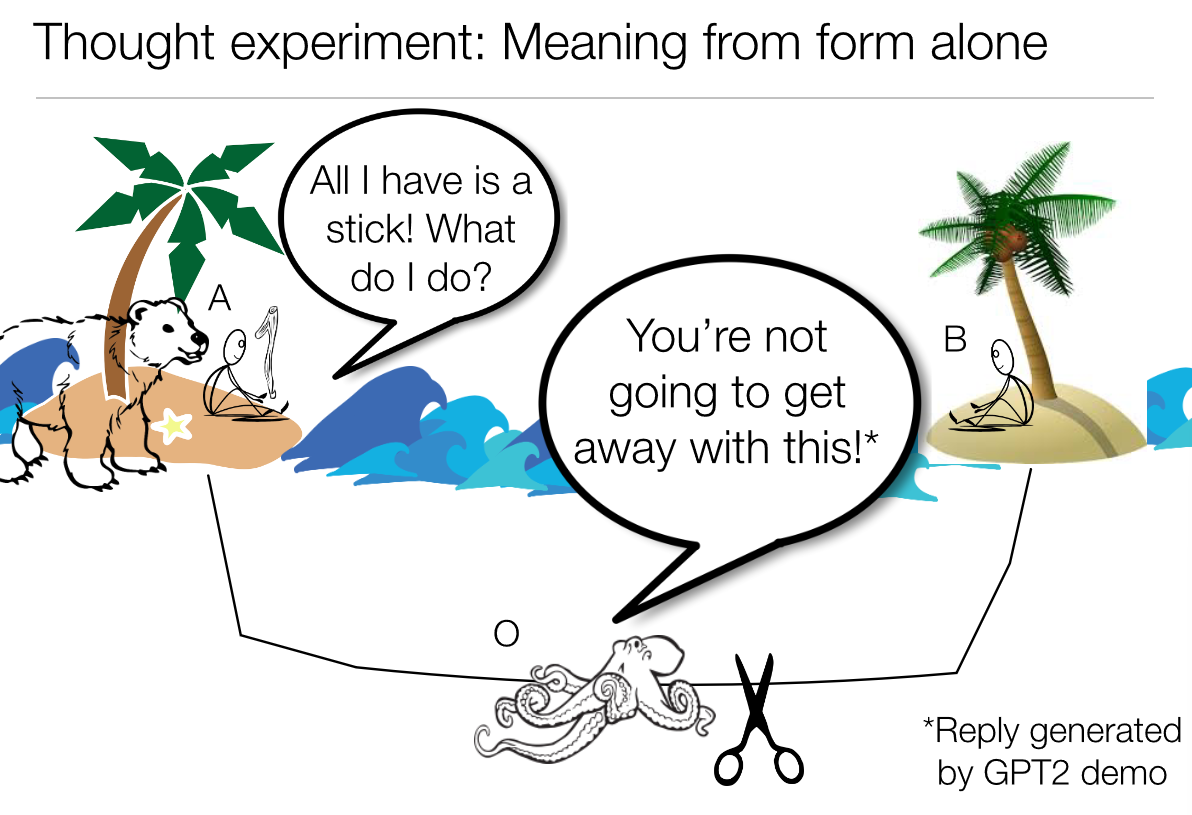 Thought experiment: Meaning from form alone
All I have is a
stick! What
do I do?
A
You’re not
going to get
away with this!*
B
O
*Reply generated
by GPT2 demo